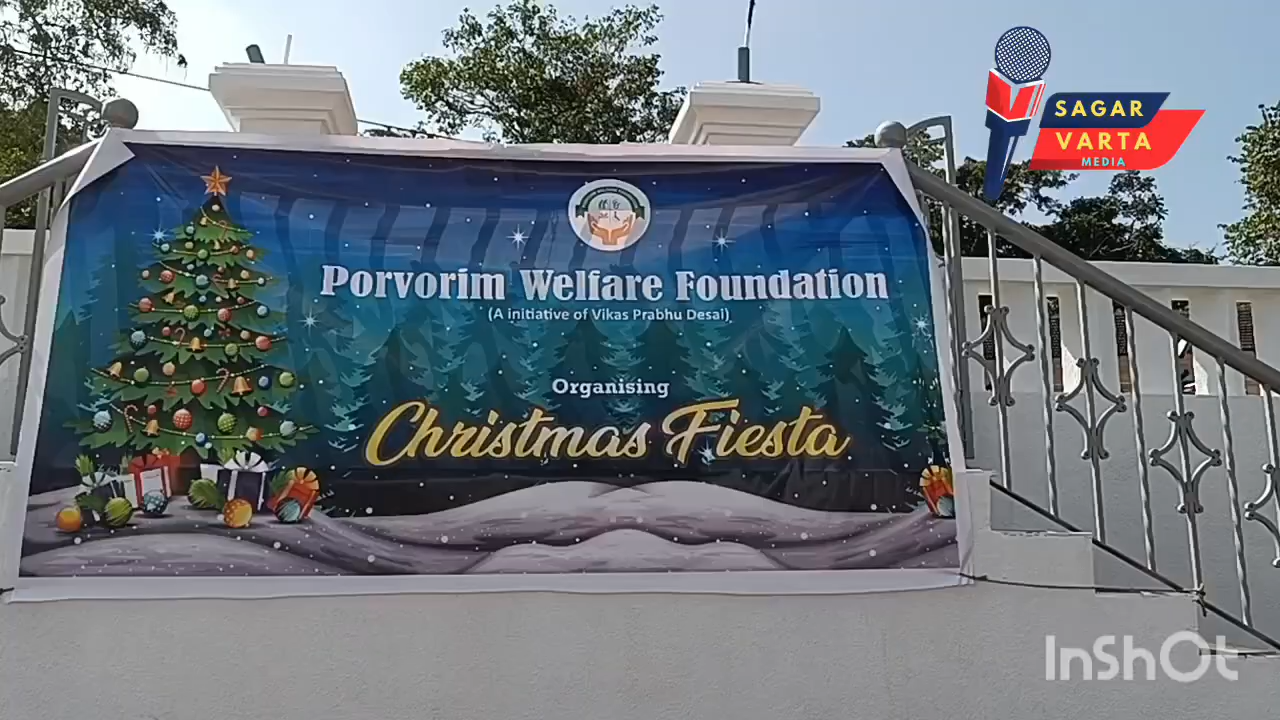 SAGAR
VARTA
MEDIA
Porvorim Welfare Foundation
(A initiative of Vikas Prabhu Desai)
Organising
Christmas Fiesta
InShOt